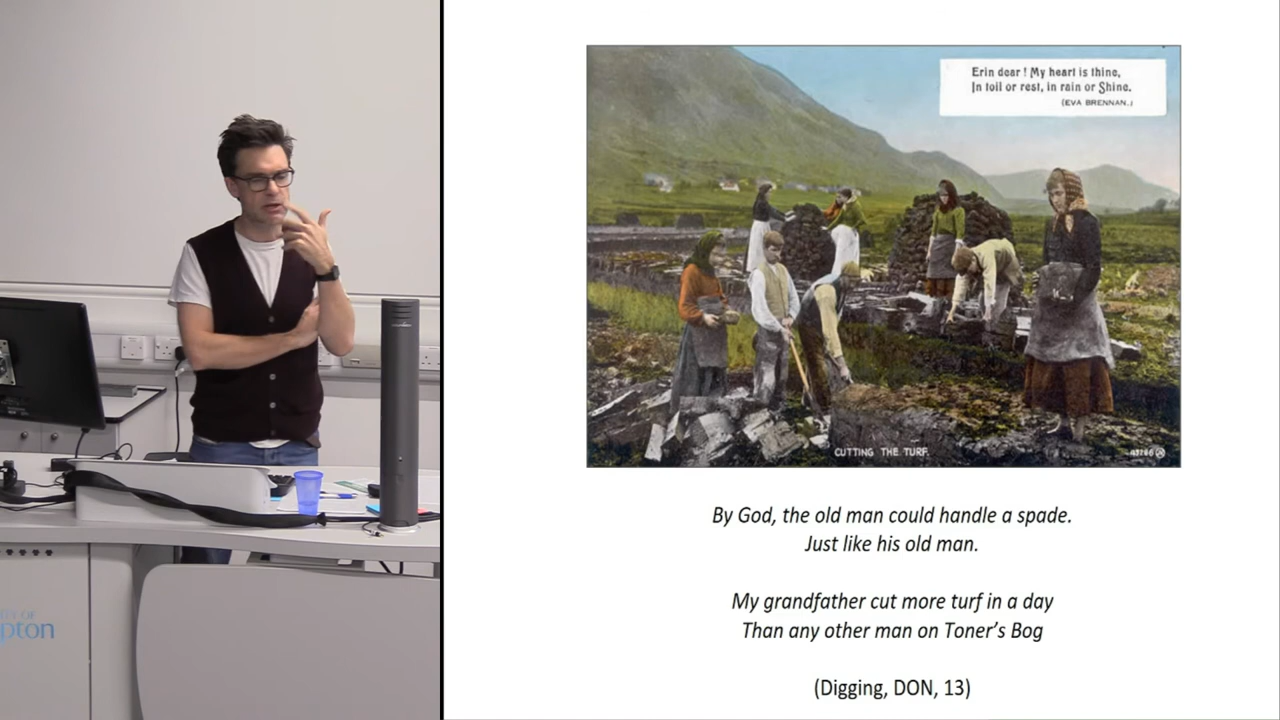 Erin dear ! My heart is thine,
In toil or rest, in rain or Shine.
(EVA BRENNAN.)
CUTTING THE TURF.
By God, the old man could handle a spade.
Just like his old man.
My grandfather cut more turf in a day
Than any other man on Toner’s Bog
(Digging, DON, 13)
OF
pton